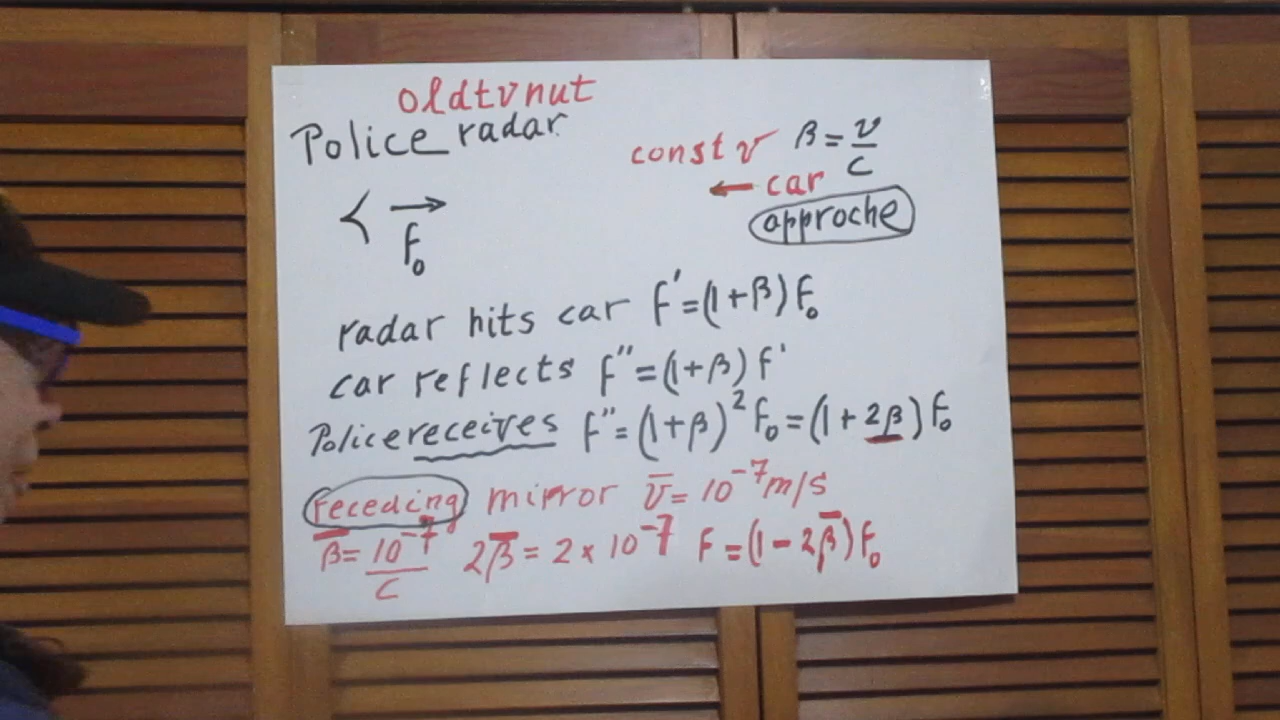 oldtvnut
Police radar
const v β = v/c
← car
approche
< →
F₀
radar hits car F' = (1+β) F₀
car reflects F'' = (1+β) F'
Police receives F'' = (1+β)² F₀ = (1+2β) F₀
receding mirror v̅ = 10⁻⁷ m/s
β̅ = 10⁻⁷/c 2β̅ = 2 × 10⁻⁷ F = (1 - 2β̅) F₀